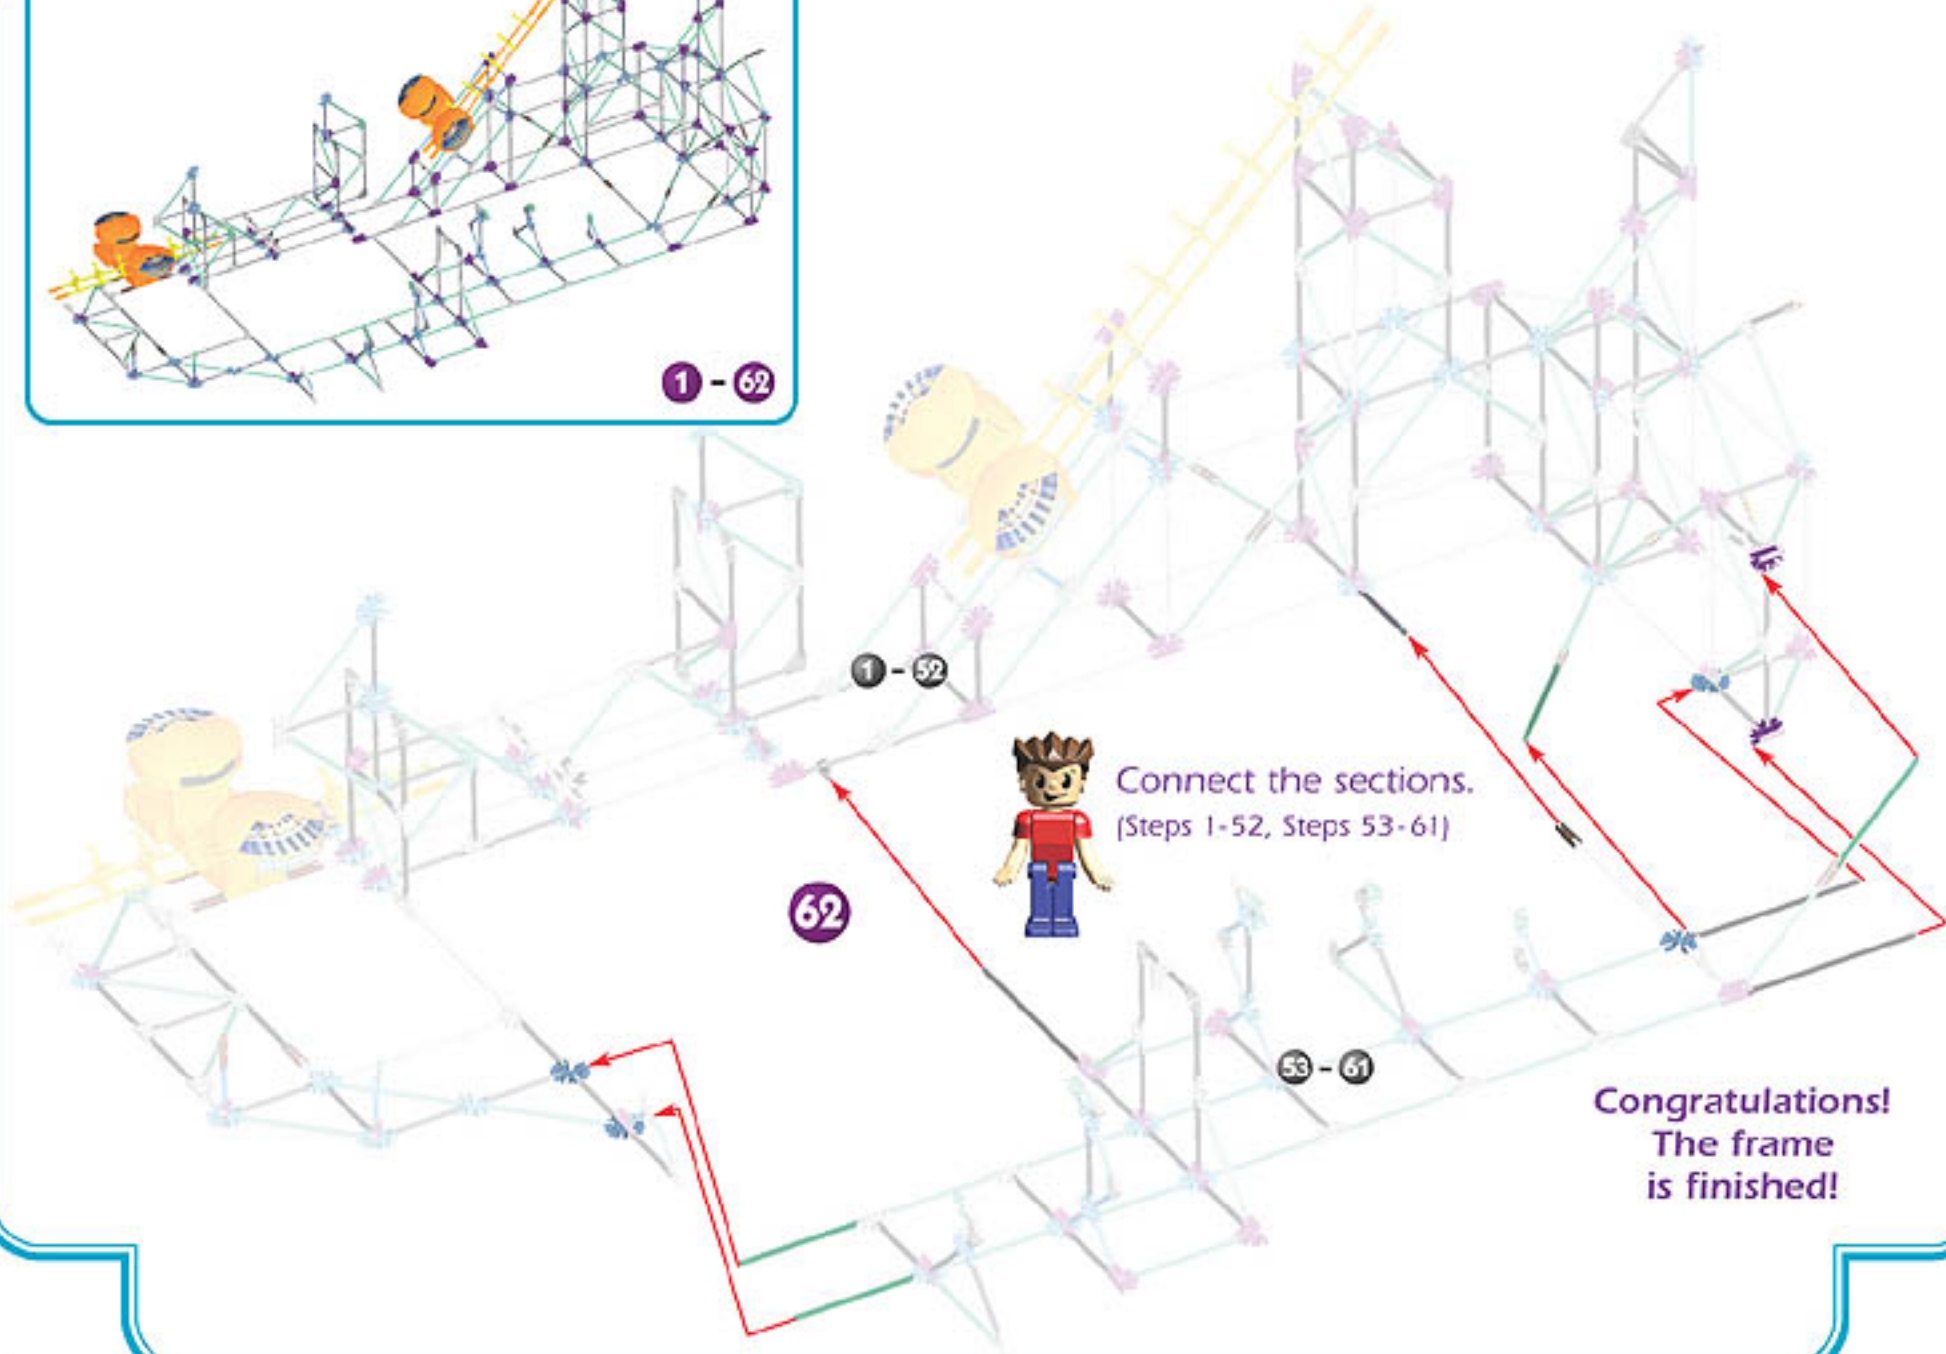 1 - 62
1 - 52
Connect the sections.
(Steps 1-52, Steps 53-61)
62
53 - 61
Congratulations!
The frame
is finished!